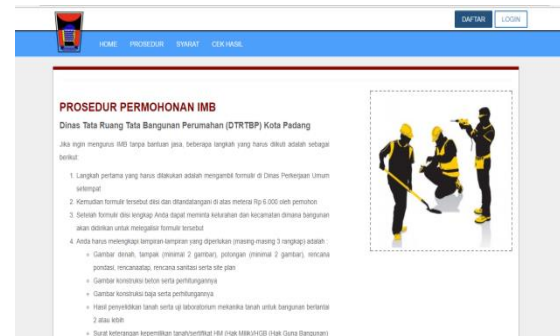 DAFTAR LOGIN
HOME PROSEDUR SYARAT CEK HASIL
PROSEDUR PERMOHONAN IMB
Dinas Tata Ruang Tata Bangunan Perumahan (DTRTBP) Kota Padang
Jika ingin mengurus IMB tanpa bantuan jasa, beberapa langkah yang harus diikuti adalah sebagai
berikut:
1. Langkah pertama yang harus dilakukan adalah mengambil formulir di Dinas Perkerjaan Umum
setempat
2. Kemudian formulir tersebut diisi dan ditandatangani di atas meterai Rp 6.000 oleh pemohon
3. Setelah formulir diisi lengkap Anda dapat meminta kelurahan dan kecamatan dimana bangunan
akan didirikan untuk melegalisir formulir tersebut
4. Anda harus melengkapi lampiran-lampiran yang diperlukan (masing-masing 3 rangkap) adalah :
Gambar denah, tampak (minimal 2 gambar), potongan (minimal 2 gambar), rencana
pondasi, rencanaatap, rencana sanitasi serta site plan
Gambar konstruksi beton serta perhitungannya
Gambar konstruksi baja serta perhitungannya
Hasil penyelidikan tanah serta uji laboratorium mekanika tanah untuk bangunan berlantai
2 atau lebih
Surat keterangan kepemilikan tanah/sertifikat HM (Hak Milik)/HGB (Hak Guna Bangunan)